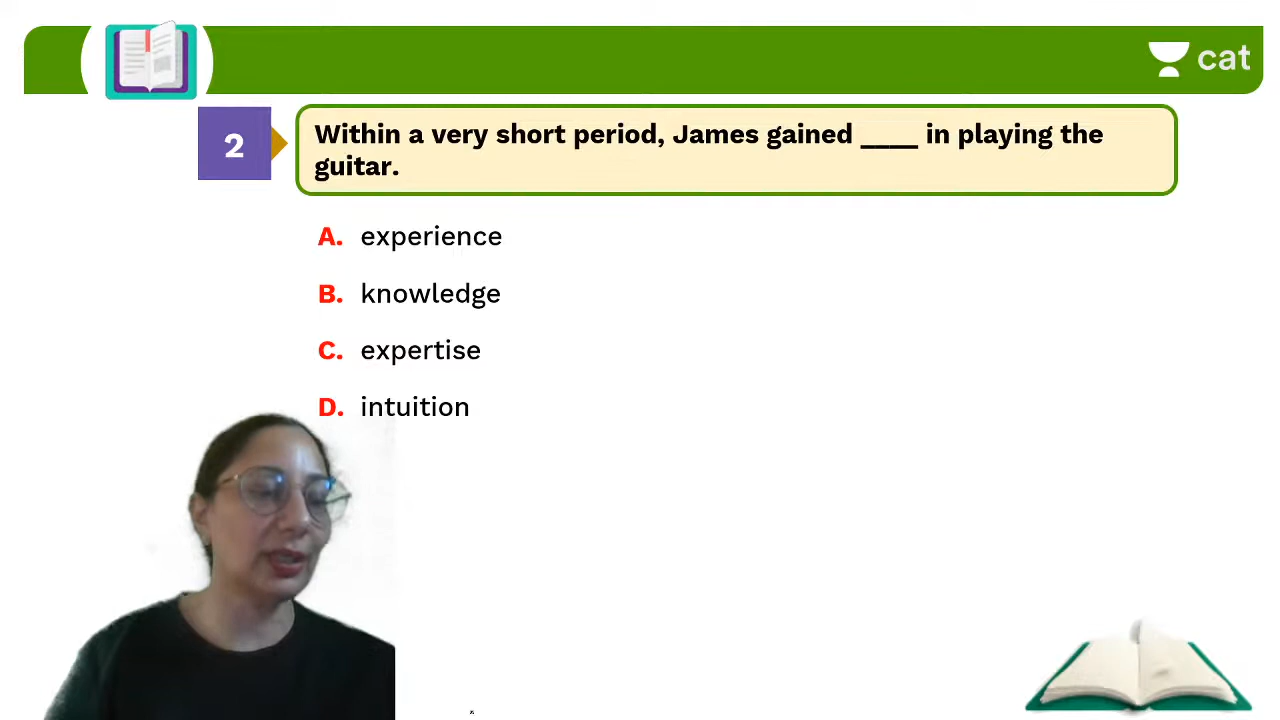 cat
2
Within a very short period, James gained ____ in playing the
guitar.
A. experience
B. knowledge
C. expertise
D. intuition